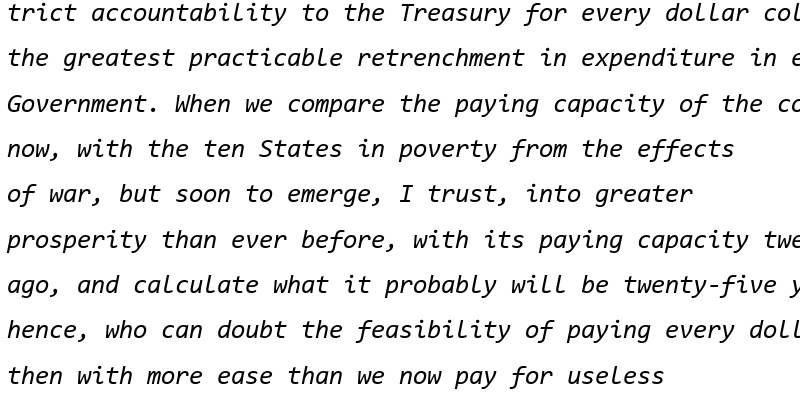 trict accountability to the Treasury for every dollar col
the greatest practicable retrenchment in expenditure in e
Government. When we compare the paying capacity of the co
now, with the ten States in poverty from the effects
of war, but soon to emerge, I trust, into greater
prosperity than ever before, with its paying capacity twe
ago, and calculate what it probably will be twenty-five y
hence, who can doubt the feasibility of paying every doll
then with more ease than we now pay for useless